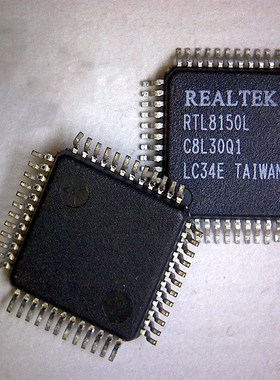 REALTEK
RTL8150L
C8L30Q1
LC34E TAIWAN